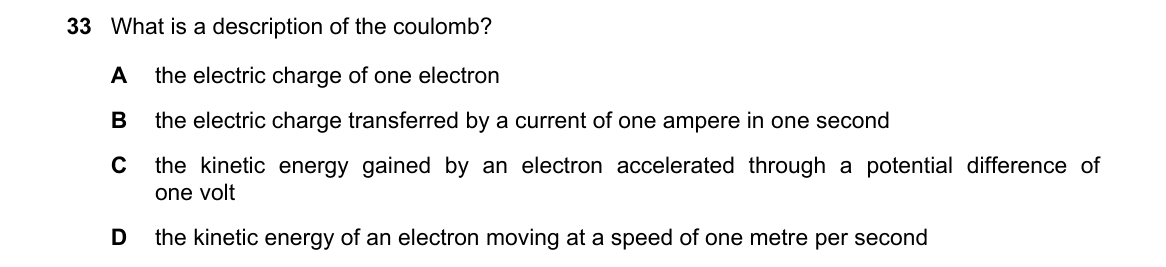 33 What is a description of the coulomb?
A the electric charge of one electron
B the electric charge transferred by a current of one ampere in one second
C the kinetic energy gained by an electron accelerated through a potential difference of
one volt
D the kinetic energy of an electron moving at a speed of one metre per second